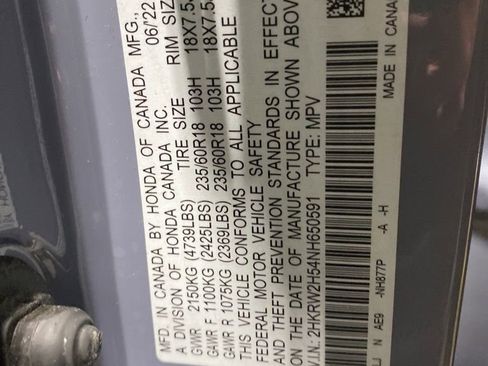 MFD. IN CANADA BY HONDA OF CANADA MFG., 06/'22
A DIVISION OF HONDA CANADA INC.
TIRE SIZE RIM SIZE
GVWR 2150KG (4739LBS)
GAWR F 1100KG (2425LBS) 235/60R18 103H 18X7.5
GAWR R 1075KG (2369LBS) 235/60R18 103H 18X7.5
THIS VEHICLE CONFORMS TO ALL APPLICABLE
FEDERAL MOTOR VEHICLE SAFETY
AND THEFT PREVENTION STANDARDS IN EFFECT
ON THE DATE OF MANUFACTURE SHOWN ABOV
V.I.N.: 2HKRW2H54NH650591 TYPE: MPV
N AE9 -NH877P -A -H MADE IN CANA